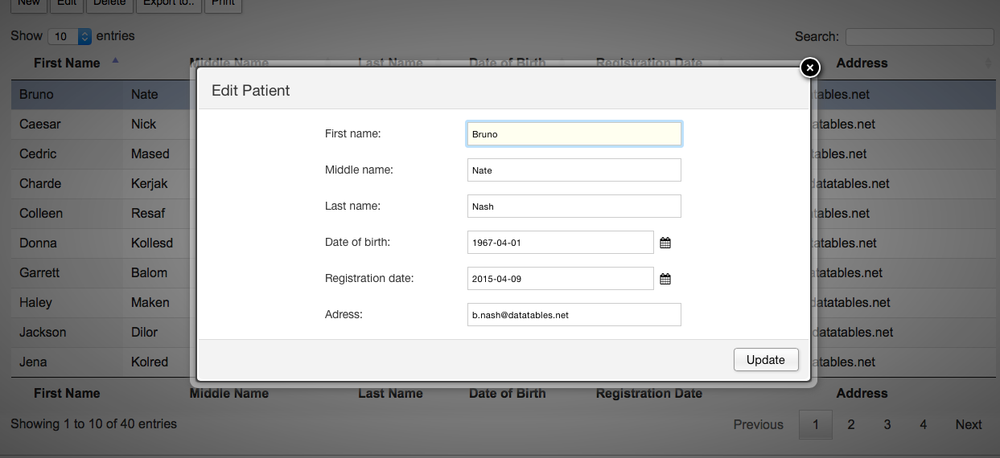 New Edit Delete Export to.. Print
Show 10 entries Search:
First Name Middle Name Last Name Date of Birth Registration Date Address
Edit Patient
Bruno Nate tables.net
Caesar Nick atables.net
Cedric Mased
Charde Kerjak datatables.net
Colleen Resaf tables.net
Donna Kollesd atables.net
Garrett Balom atatables.net
Haley Maken datatables.net
Jackson Dilor datatables.net
Jena Kolred tables.net
First name: Bruno
Middle name: Nate
Last name: Nash
Date of birth: 1967-04-01
Registration date: 2015-04-09
Adress: b.nash@datatables.net
Update
First Name Middle Name Last Name Date of Birth Registration Date Address
Showing 1 to 10 of 40 entries Previous 1 2 3 4 Next